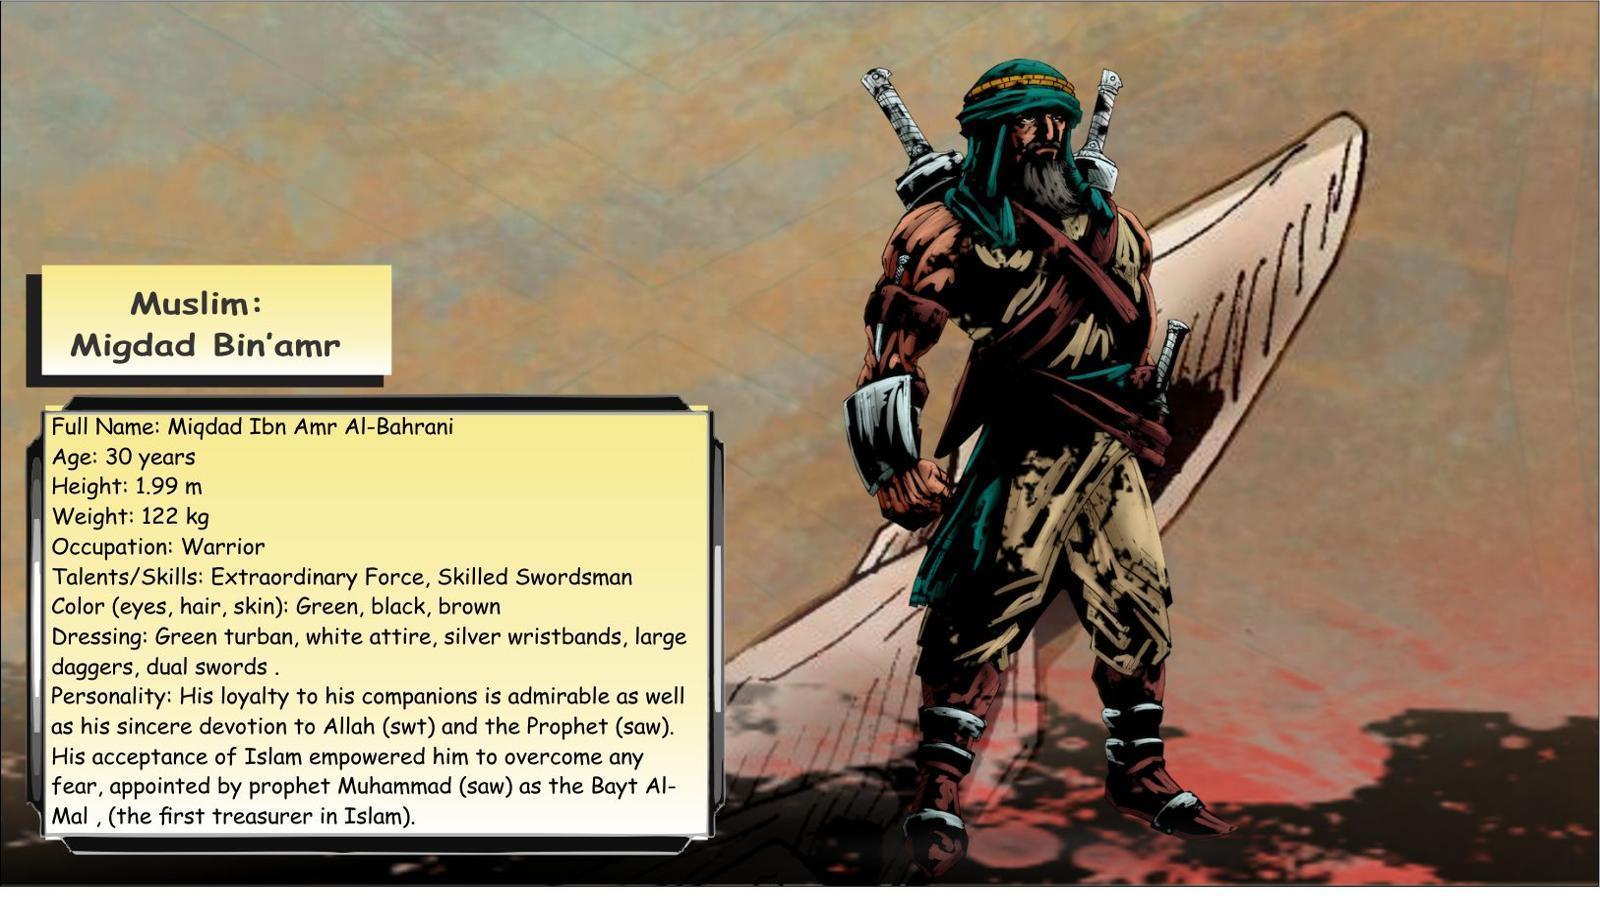 Muslim:
Migdad Bin'amr
Full Name: Miqdad Ibn Amr Al-Bahrani
Age: 30 years
Height: 1.99 m
Weight: 122 kg
Occupation: Warrior
Talents/Skills: Extraordinary Force, Skilled Swordsman
Color (eyes, hair, skin): Green, black, brown
Dressing: Green turban, white attire, silver wristbands, large
daggers, dual swords .
Personality: His loyalty to his companions is admirable as well
as his sincere devotion to Allah (swt) and the Prophet (saw).
His acceptance of Islam empowered him to overcome any
fear, appointed by prophet Muhammad (saw) as the Bayt Al-
Mal , (the first treasurer in Islam).